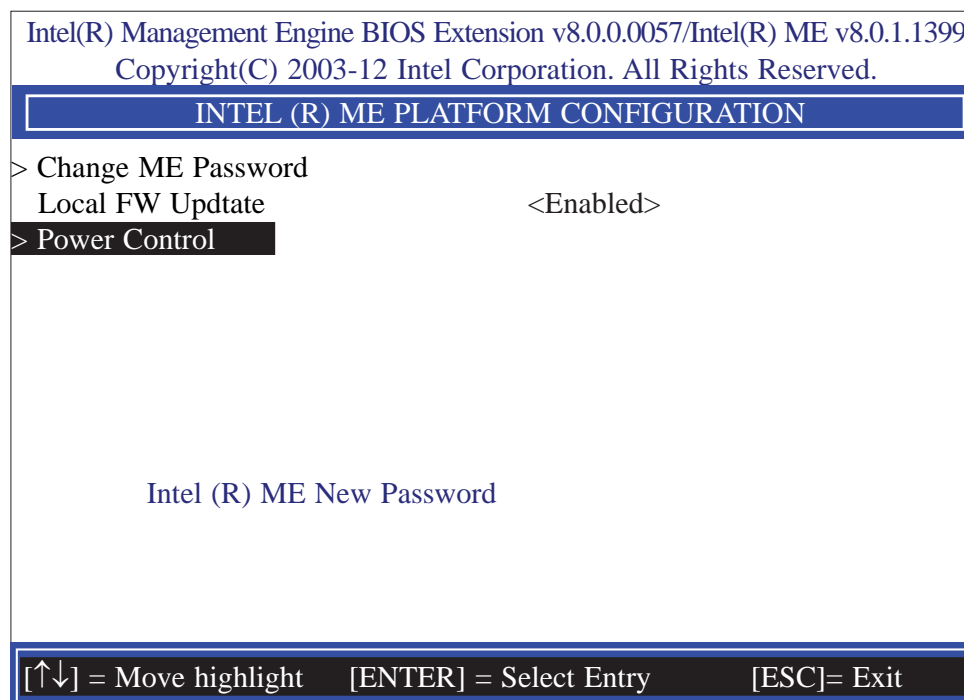 Intel(R) Management Engine BIOS Extension v8.0.0.0057/Intel(R) ME v8.0.1.1399
Copyright(C) 2003-12 Intel Corporation. All Rights Reserved.
INTEL (R) ME PLATFORM CONFIGURATION
> Change ME Password
Local FW Updtate <Enabled>
> Power Control
Intel (R) ME New Password
[↑↓] = Move highlight [ENTER] = Select Entry [ESC]= Exit